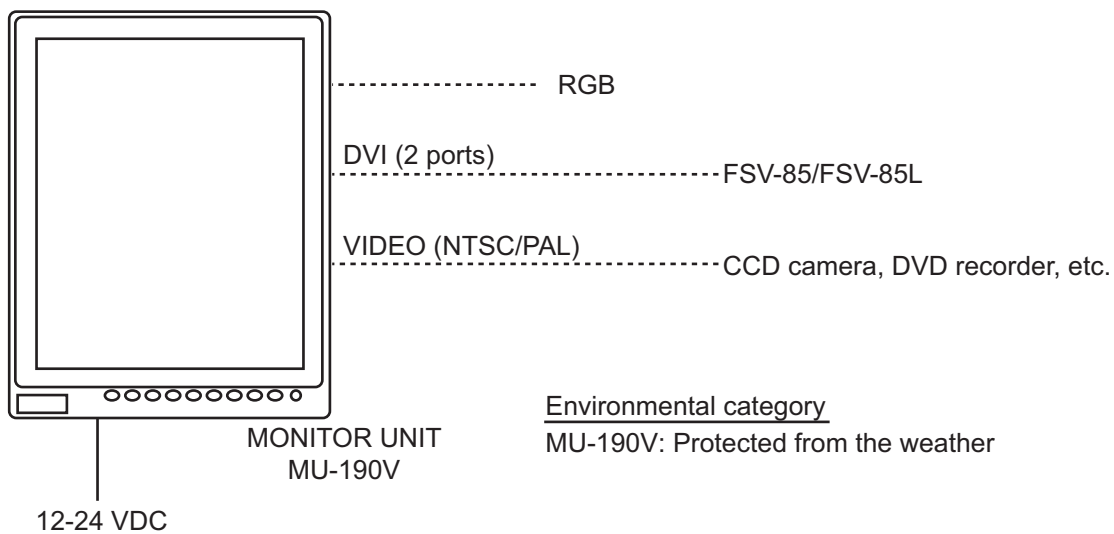 RGB
DVI (2 ports)
FSV-85/FSV-85L
VIDEO (NTSC/PAL)
CCD camera, DVD recorder, etc.
MONITOR UNIT
MU-190V
Environmental category
MU-190V: Protected from the weather
12-24 VDC